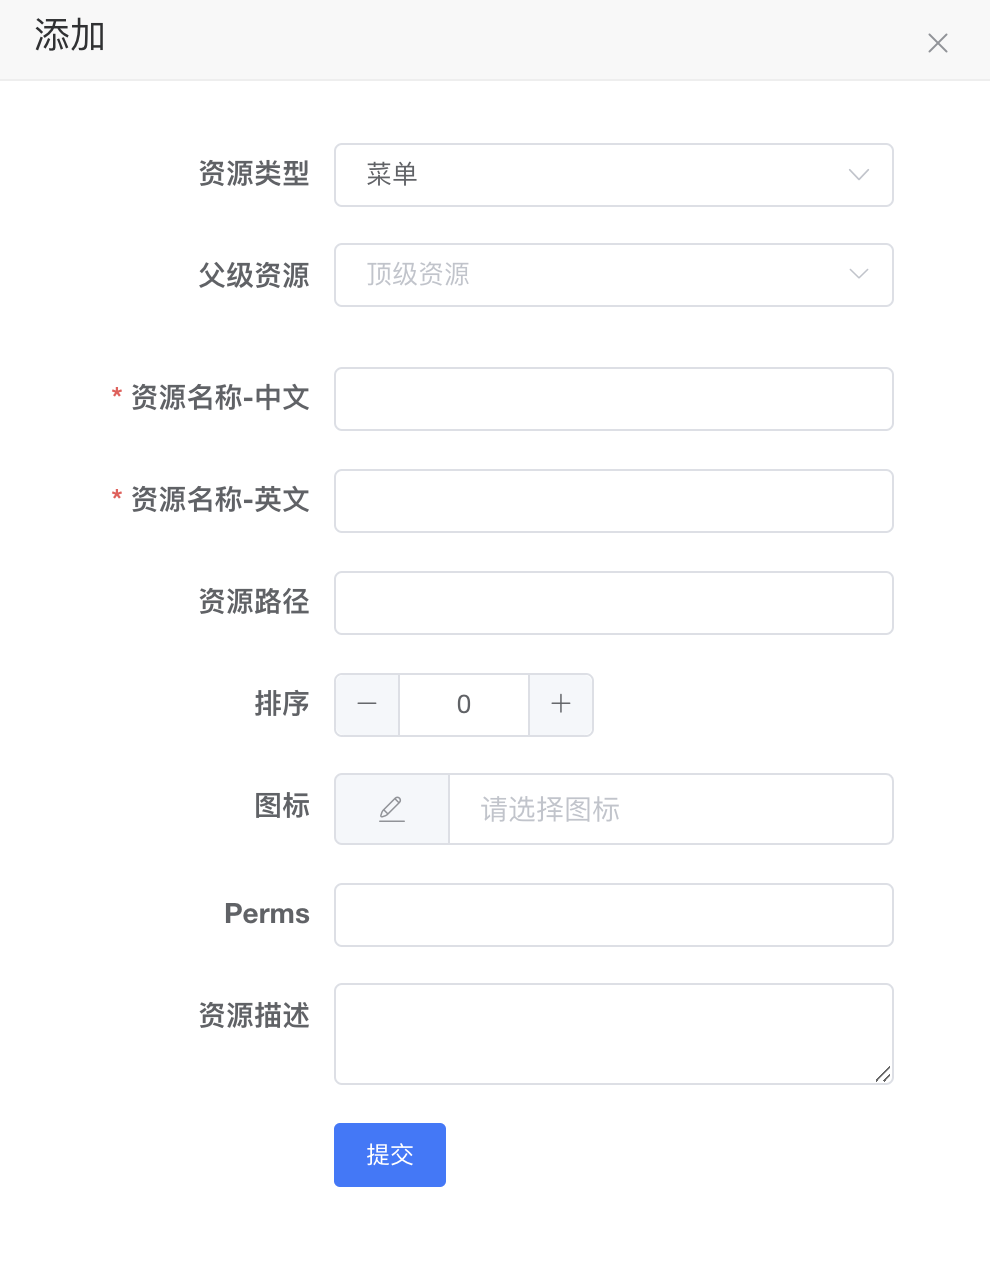 添加
资源类型 菜单
父级资源 顶级资源
* 资源名称-中文
* 资源名称-英文
资源路径
排序 0
图标 请选择图标
Perms
资源描述
提交